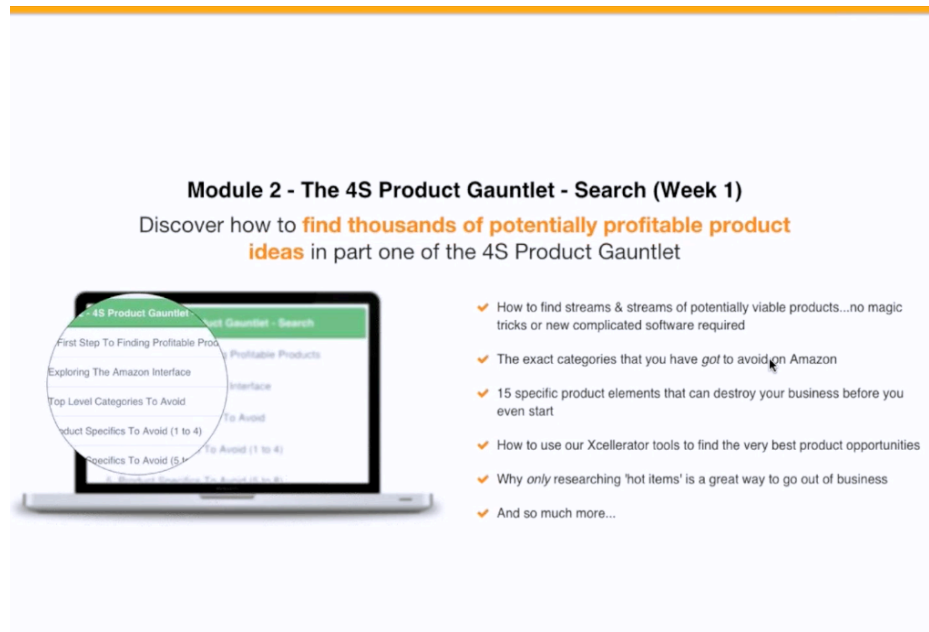 Module 2 - The 4S Product Gauntlet - Search (Week 1)
Discover how to find thousands of potentially profitable product
ideas in part one of the 4S Product Gauntlet
- 4S Product Gauntlet -
First Step To Finding Profitable
Exploring The Amazon Interface
Top Level Categories To Avoid
Specifics To Avoid (1 to 4)
Specifics To Avoid
Gauntlet - Search
Profitable Products
Interface
To Avoid
To Avoid (1 to 4)
Product Specifics To Avoid
How to find streams & streams of potentially viable products...no magic
tricks or new complicated software required
The exact categories that you have got to avoid on Amazon
15 specific product elements that can destroy your business before you
even start
How to use our Xcellerator tools to find the very best product opportunities
Why only researching 'hot items' is a great way to go out of business
And so much more...